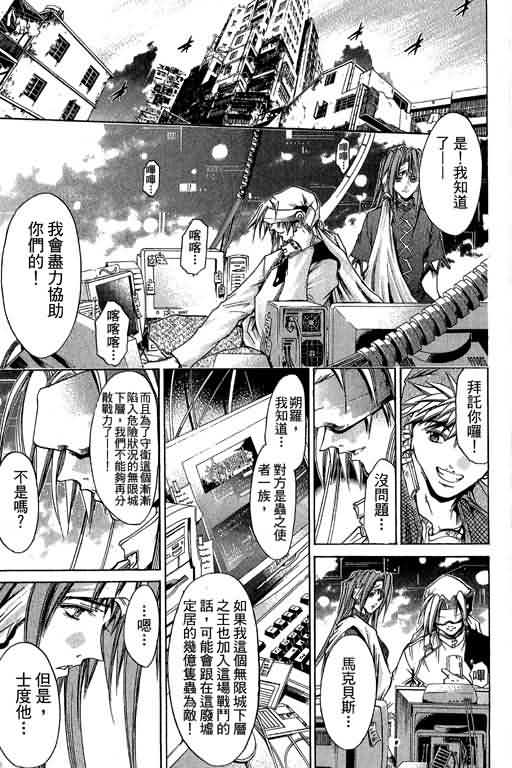 是！我知道
了——
嗶嗶…
喀喀…
我會盡力協助
你們的！
喀喀喀…
拜託你囉！
沒問題…
朔羅，
我知道…
對方是蟲之使
者一族，
而且為了守衛這個漸漸
陷入危險狀況的無限城
下層，我們不能夠再分
散戰力了——！
不是嗎？
嗶
馬克貝斯…
如果我這個無限城下層
之王也加入這場戰鬥的
話，可能會跟在這廢墟
定居的幾億隻蟲為敵！
…嗯…
但是，
士度他…